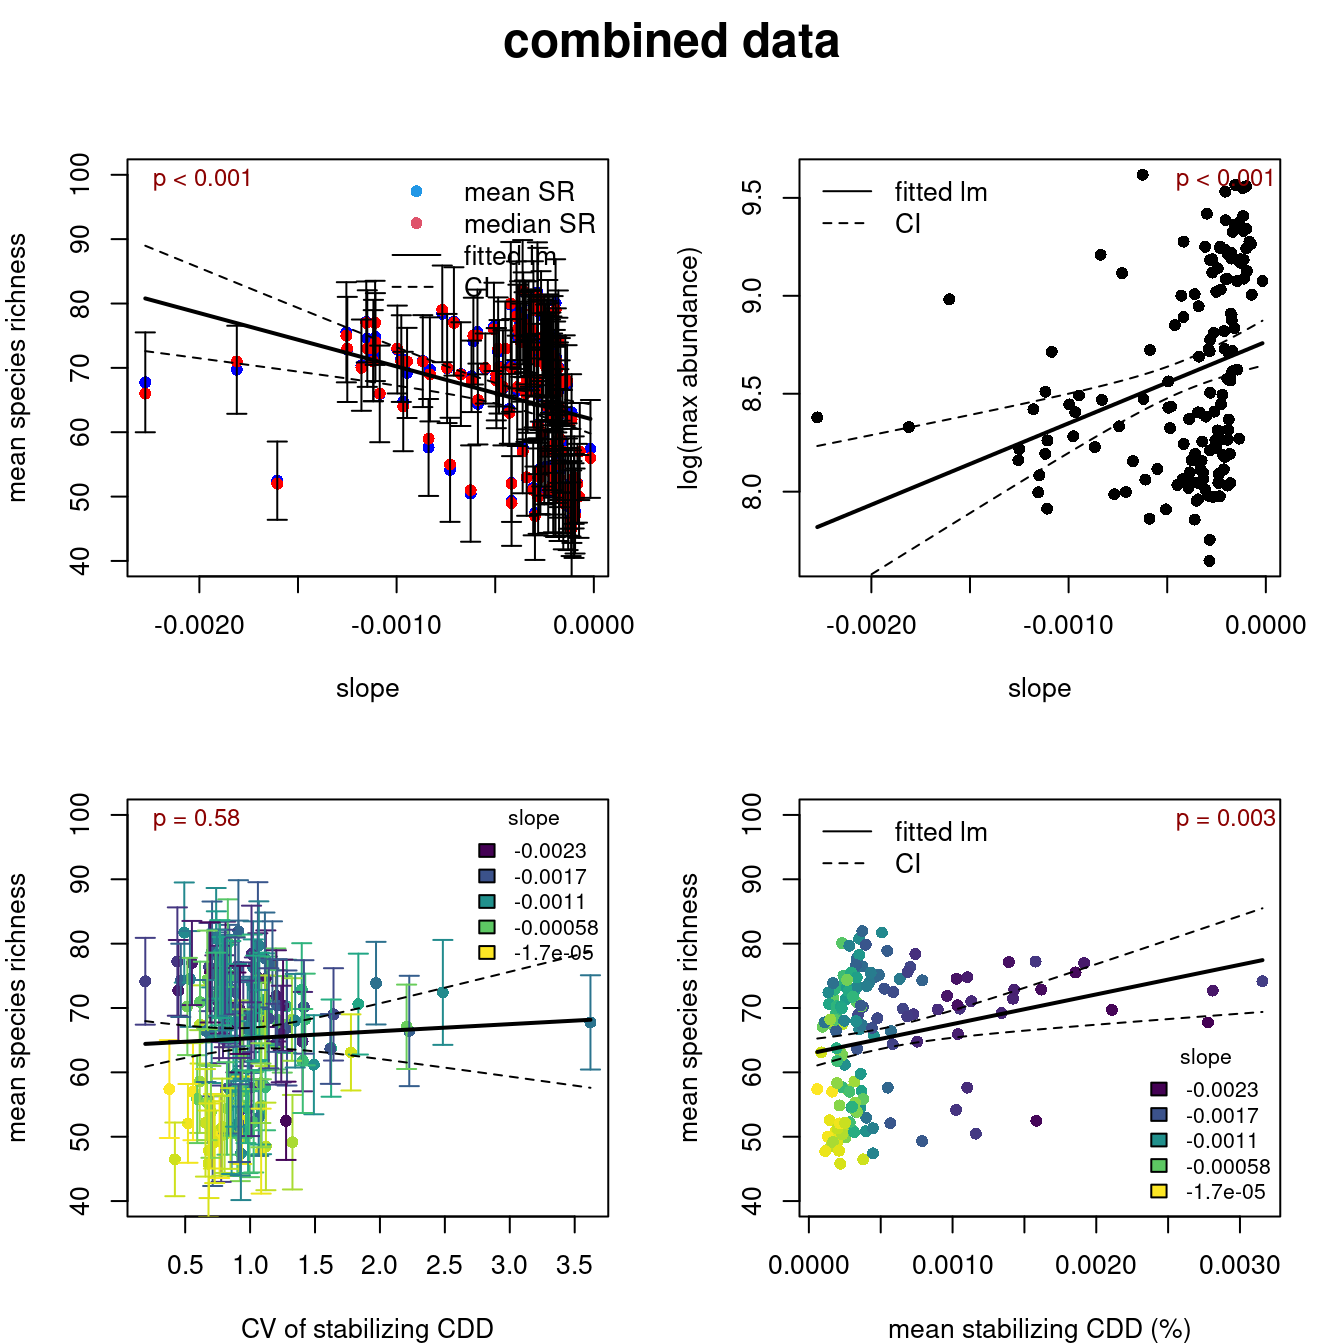 combined data
p < 0.001
mean SR
median SR
fitted lm
CI
mean species richness
100
90
80
70
60
50
40
-0.0020
-0.0010
0.0000
slope
p < 0.001
fitted lm
CI
log(max abundance)
9.5
9.0
8.5
8.0
-0.0020
-0.0010
0.0000
slope
p = 0.58
slope
-0.0023
-0.0017
-0.0011
-0.00058
-1.7e-05
mean species richness
100
90
80
70
60
50
40
0.5
1.0
1.5
2.0
2.5
3.0
3.5
CV of stabilizing CDD
p = 0.003
fitted lm
CI
slope
-0.0023
-0.0017
-0.0011
-0.00058
-1.7e-05
mean species richness
100
90
80
70
60
50
40
0.0000
0.0010
0.0020
0.0030
mean stabilizing CDD (%)